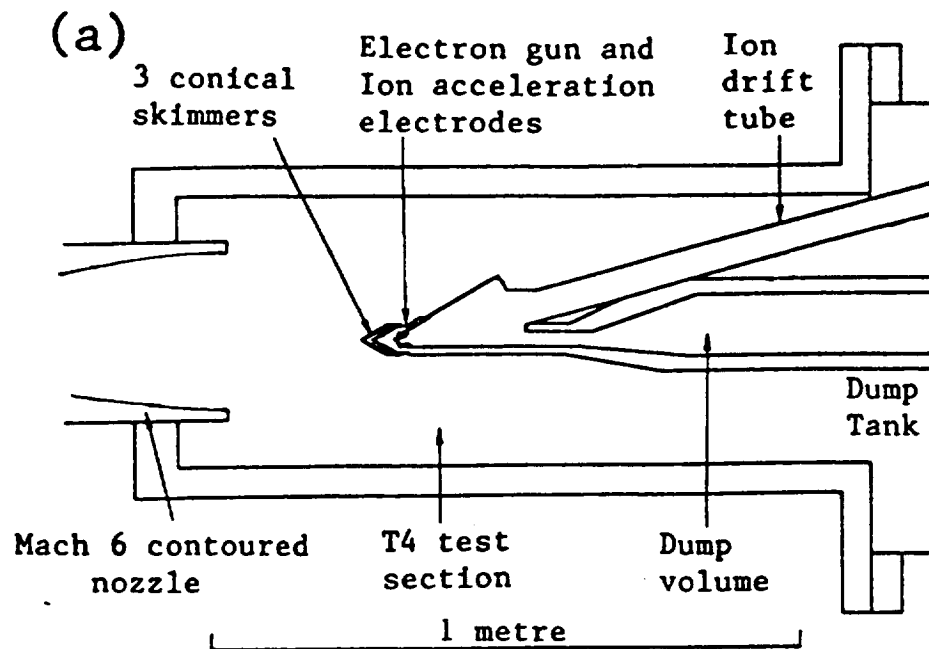 (a)
3 conical
skimmers
Electron gun and
Ion acceleration
electrodes
Ion
drift
tube
Dump
Tank
Mach 6 contoured
nozzle
T4 test
section
Dump
volume
1 metre